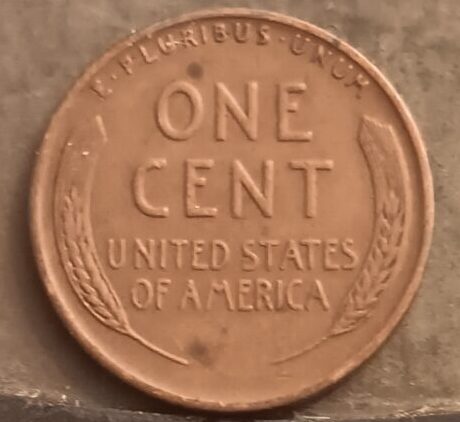 E·PLURIBUS·UNUM
ONE
CENT
UNITED STATES
OF AMERICA